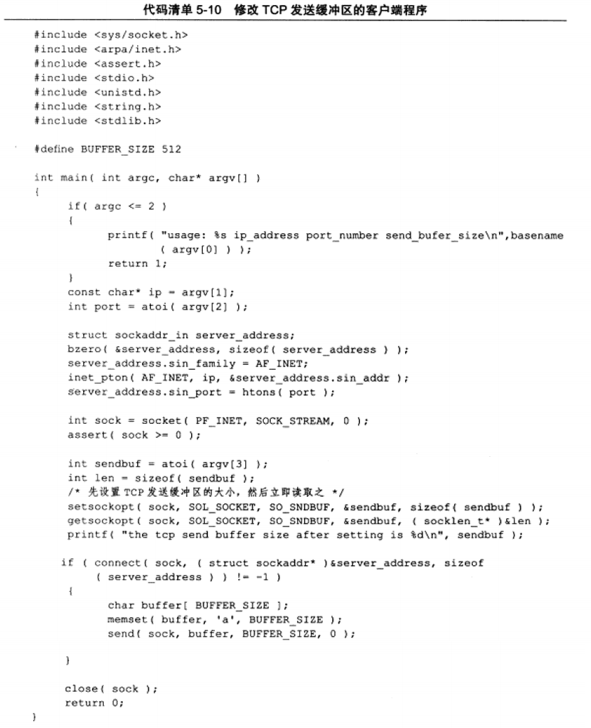 代码清单 5-10 修改 TCP 发送缓冲区的客户端程序
#include <sys/socket.h>
#include <arpa/inet.h>
#include <assert.h>
#include <stdio.h>
#include <unistd.h>
#include <string.h>
#include <stdlib.h>
#define BUFFER_SIZE 512
int main( int argc, char* argv[] )
{
if( argc <= 2 )
{
printf( "usage: %s ip_address port_number send_bufer_size\n",basename
( argv[0] ) );
return 1;
}
const char* ip = argv[1];
int port = atoi( argv[2] );
struct sockaddr_in server_address;
bzero( &server_address, sizeof( server_address ) );
server_address.sin_family = AF_INET;
inet_pton( AF_INET, ip, &server_address.sin_addr );
server_address.sin_port = htons( port );
int sock = socket( PF_INET, SOCK_STREAM, 0 );
assert( sock >= 0 );
int sendbuf = atoi( argv[3] );
int len = sizeof( sendbuf );
/* 先设置 TCP 发送缓冲区的大小，然后立即读取之 */
setsockopt( sock, SOL_SOCKET, SO_SNDBUF, &sendbuf, sizeof( sendbuf ) );
getsockopt( sock, SOL_SOCKET, SO_SNDBUF, &sendbuf, ( socklen_t* )&len );
printf( "the tcp send buffer size after setting is %d\n", sendbuf );
if ( connect( sock, ( struct sockaddr* )&server_address, sizeof
( server_address ) ) != -1 )
{
char buffer[ BUFFER_SIZE ];
memset( buffer, 'a', BUFFER_SIZE );
send( sock, buffer, BUFFER_SIZE, 0 );
}
close( sock );
return 0;
}